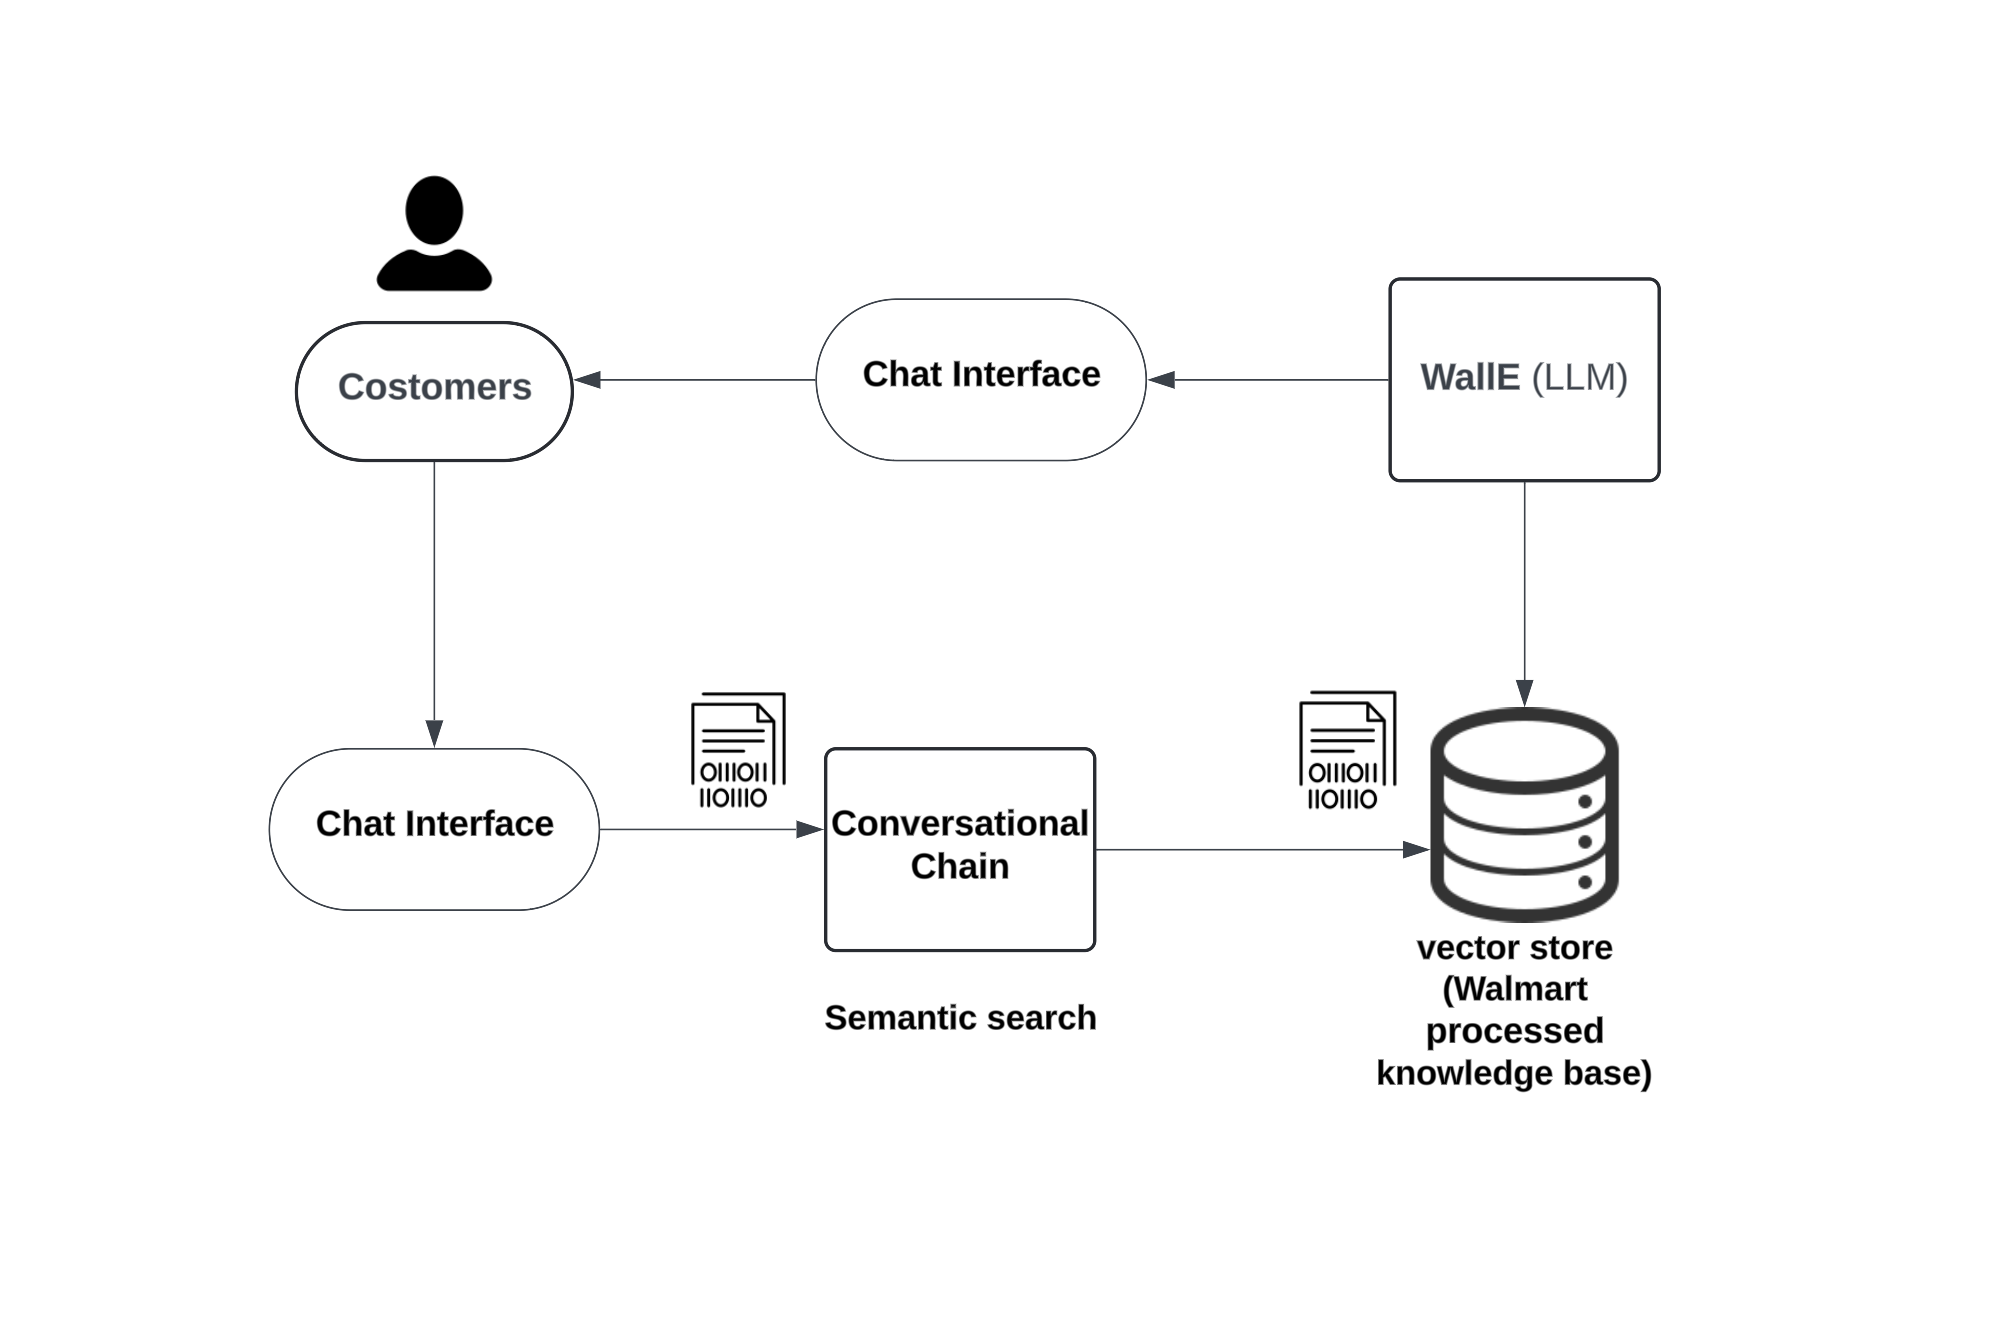 Costomers
Chat Interface
WallE (LLM)
Chat Interface
OIIIOII
IIOIIIO
Conversational
Chain
Semantic search
OIIIOII
IIOIIIO
vector store
(Walmart
processed
knowledge base)